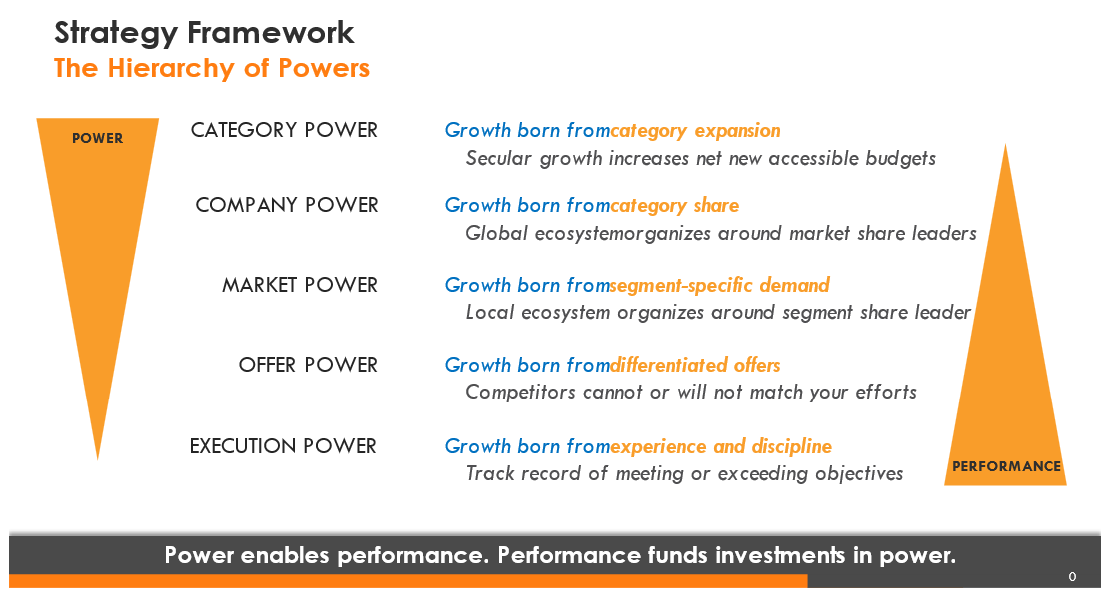 Strategy Framework
The Hierarchy of Powers
POWER
CATEGORY POWER
Growth born fromcategory expansion
Secular growth increases net new accessible budgets
COMPANY POWER
Growth born fromcategory share
Global ecosystemorganizes around market share leaders
MARKET POWER
Growth born fromsegment-specific demand
Local ecosystem organizes around segment share leader
OFFER POWER
Growth born fromdifferentiated offers
Competitors cannot or will not match your efforts
EXECUTION POWER
Growth born fromexperience and discipline
Track record of meeting or exceeding objectives
PERFORMANCE
Power enables performance. Performance funds investments in power.
0